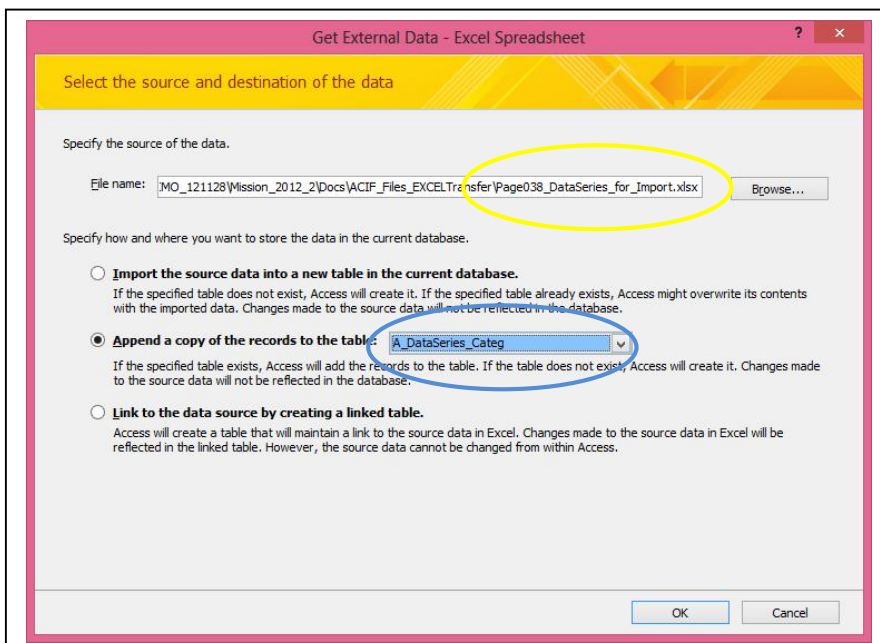 Get External Data - Excel Spreadsheet
? ×
Select the source and destination of the data
Specify the source of the data.
File name: :MO_121128\Mission_2012_2\Docs\ACIF_Files_EXCELTransfer\Page038_DataSeries_for_Import.xlsx Browse...
Specify how and where you want to store the data in the current database.
Import the source data into a new table in the current database.
If the specified table does not exist, Access will create it. If the specified table already exists, Access might overwrite its contents
with the imported data. Changes made to the source data will not be reflected in the database.
Append a copy of the records to the table: A_DataSeries_Categ
If the specified table exists, Access will add the records to the table. If the table does not exist, Access will create it. Changes made
to the source data will not be reflected in the database.
Link to the data source by creating a linked table.
Access will create a table that will maintain a link to the source data in Excel. Changes made to the source data in Excel will be
reflected in the linked table. However, the source data cannot be changed from within Access.
OK Cancel